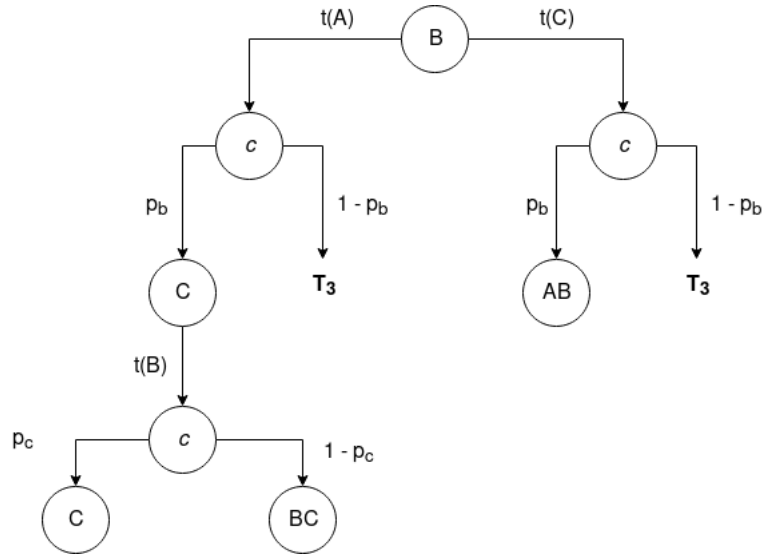 t(A)
B
t(C)
c
c
p_b
1 - p_b
p_b
1 - p_b
C
T_3
AB
T_3
t(B)
p_c
c
1 - p_c
C
BC